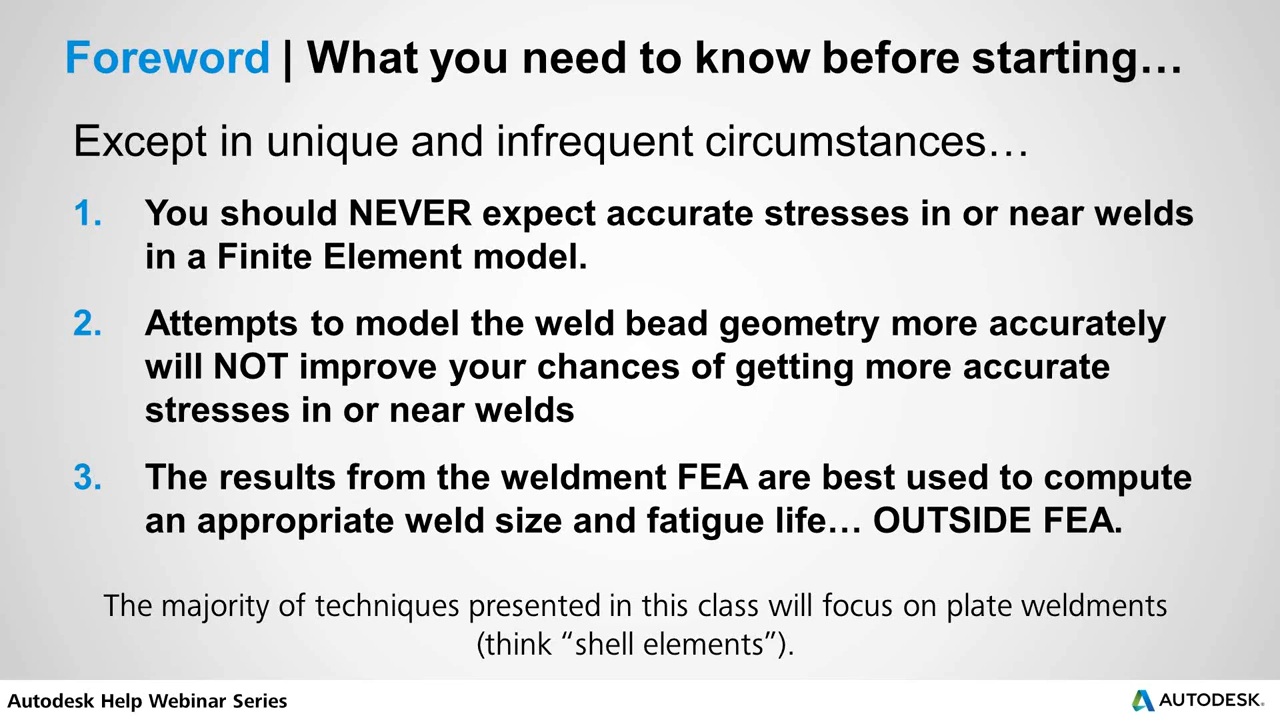 Foreword | What you need to know before starting…
Except in unique and infrequent circumstances…
1. You should NEVER expect accurate stresses in or near welds
in a Finite Element model.
2. Attempts to model the weld bead geometry more accurately
will NOT improve your chances of getting more accurate
stresses in or near welds
3. The results from the weldment FEA are best used to compute
an appropriate weld size and fatigue life… OUTSIDE FEA.
The majority of techniques presented in this class will focus on plate weldments
(think “shell elements”).
Autodesk Help Webinar Series
AUTODESK.